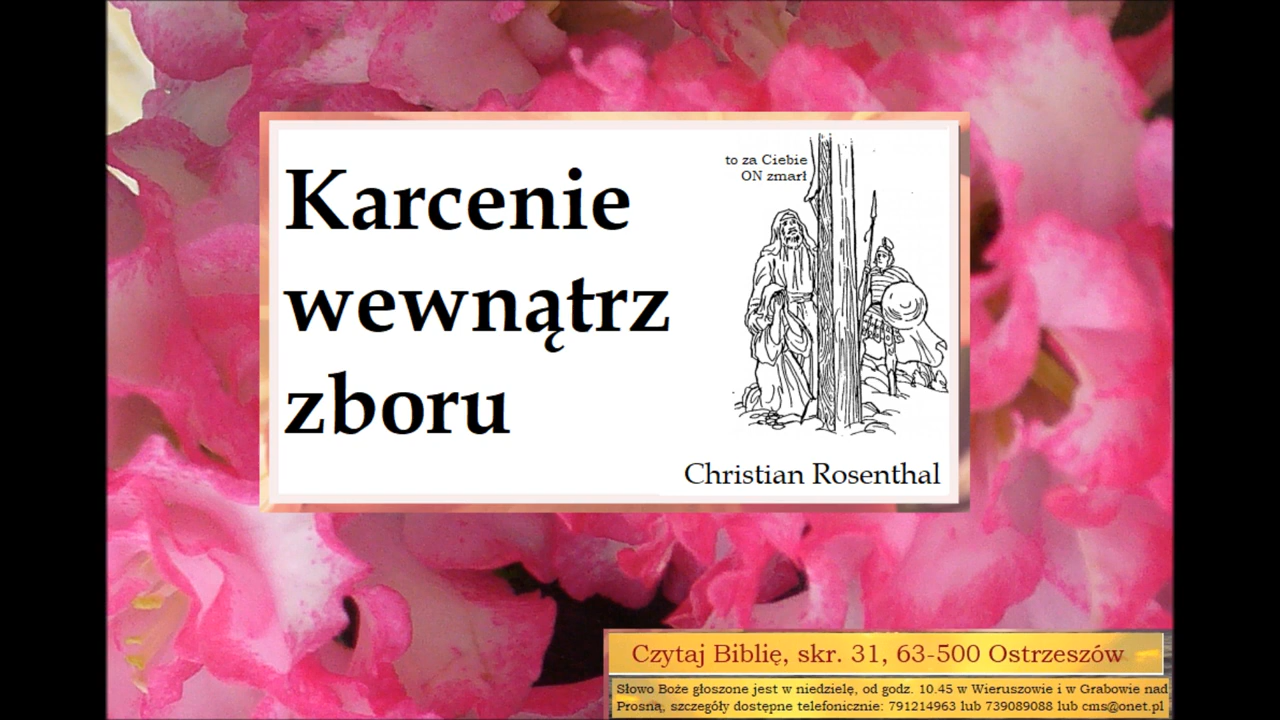 Karcenie
wewnątrz
zboru
to za Ciebie
ON zmarł
Christian Rosenthal
Czytaj Biblię, skr. 31, 63-500 Ostrzeszów
Słowo Boże głoszone jest w niedzielę, od godz. 10.45 w Wieruszowie i w Grabowie nad
Prosną, szczegóły dostępne telefonicznie: 791214963 lub 739089088 lub cms@onet.pl